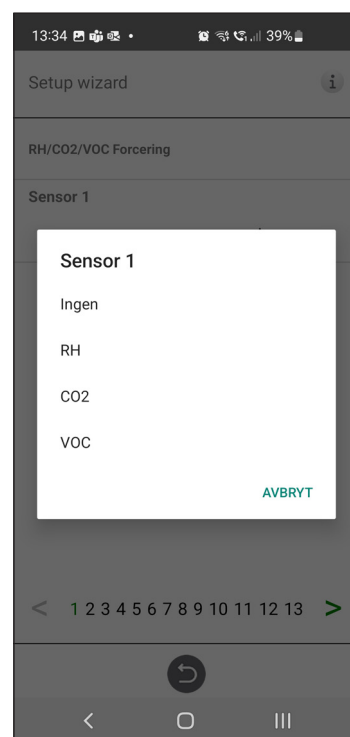 13:34 39%
Setup wizard i
RH/CO2/VOC Forcering
Sensor 1
Sensor 1
Ingen
RH
CO2
VOC
AVBRYT
< 1 2 3 4 5 6 7 8 9 10 11 12 13 >